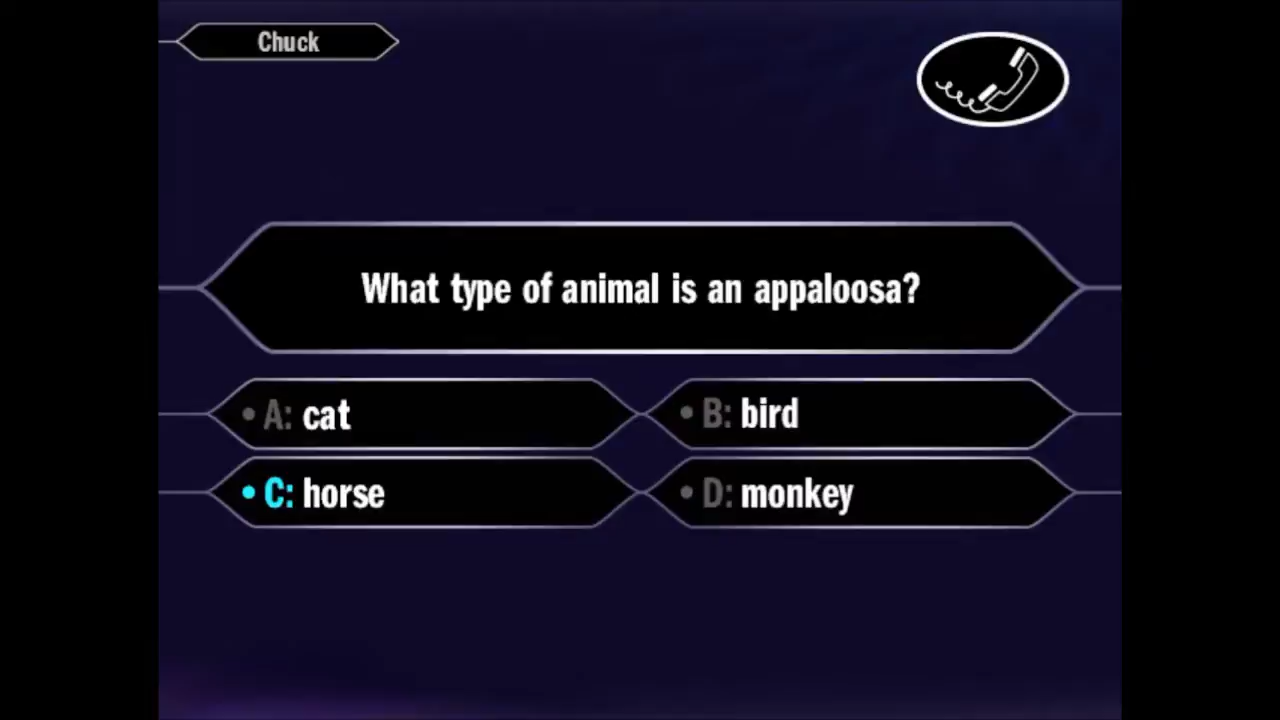 Chuck
What type of animal is an appaloosa?
• A: cat
• B: bird
• C: horse
• D: monkey